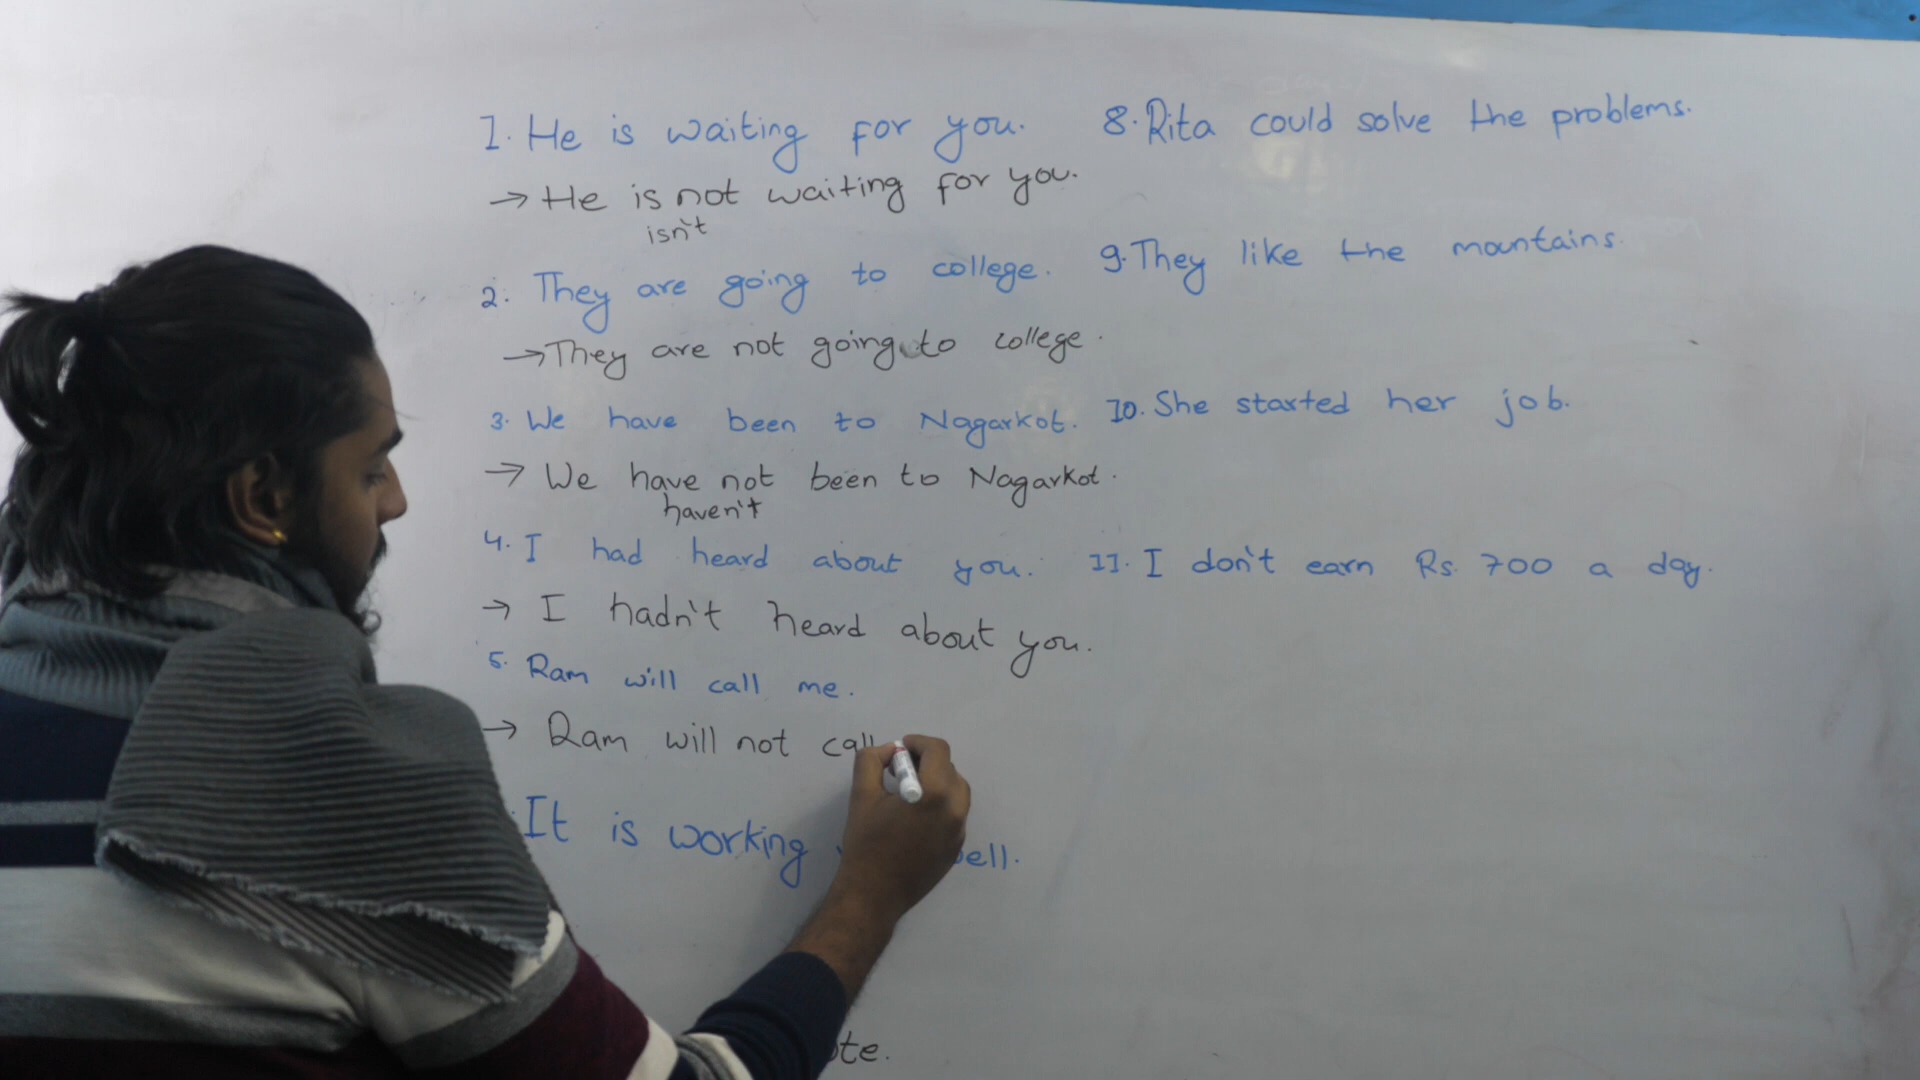 1. He is waiting for you.
→ He is not waiting for you.
isn't
2. They are going to college.
→ They are not going to college.
3. We have been to Nagarkot.
→ We have not been to Nagarkot.
haven't
4. I had heard about you.
→ I hadn't heard about you.
5. Ram will call me.
→ Ram will not call
It is working
8. Rita could solve the problems.
9. They like the mountains.
10. She started her job.
11. I don't earn Rs. 700 a day.